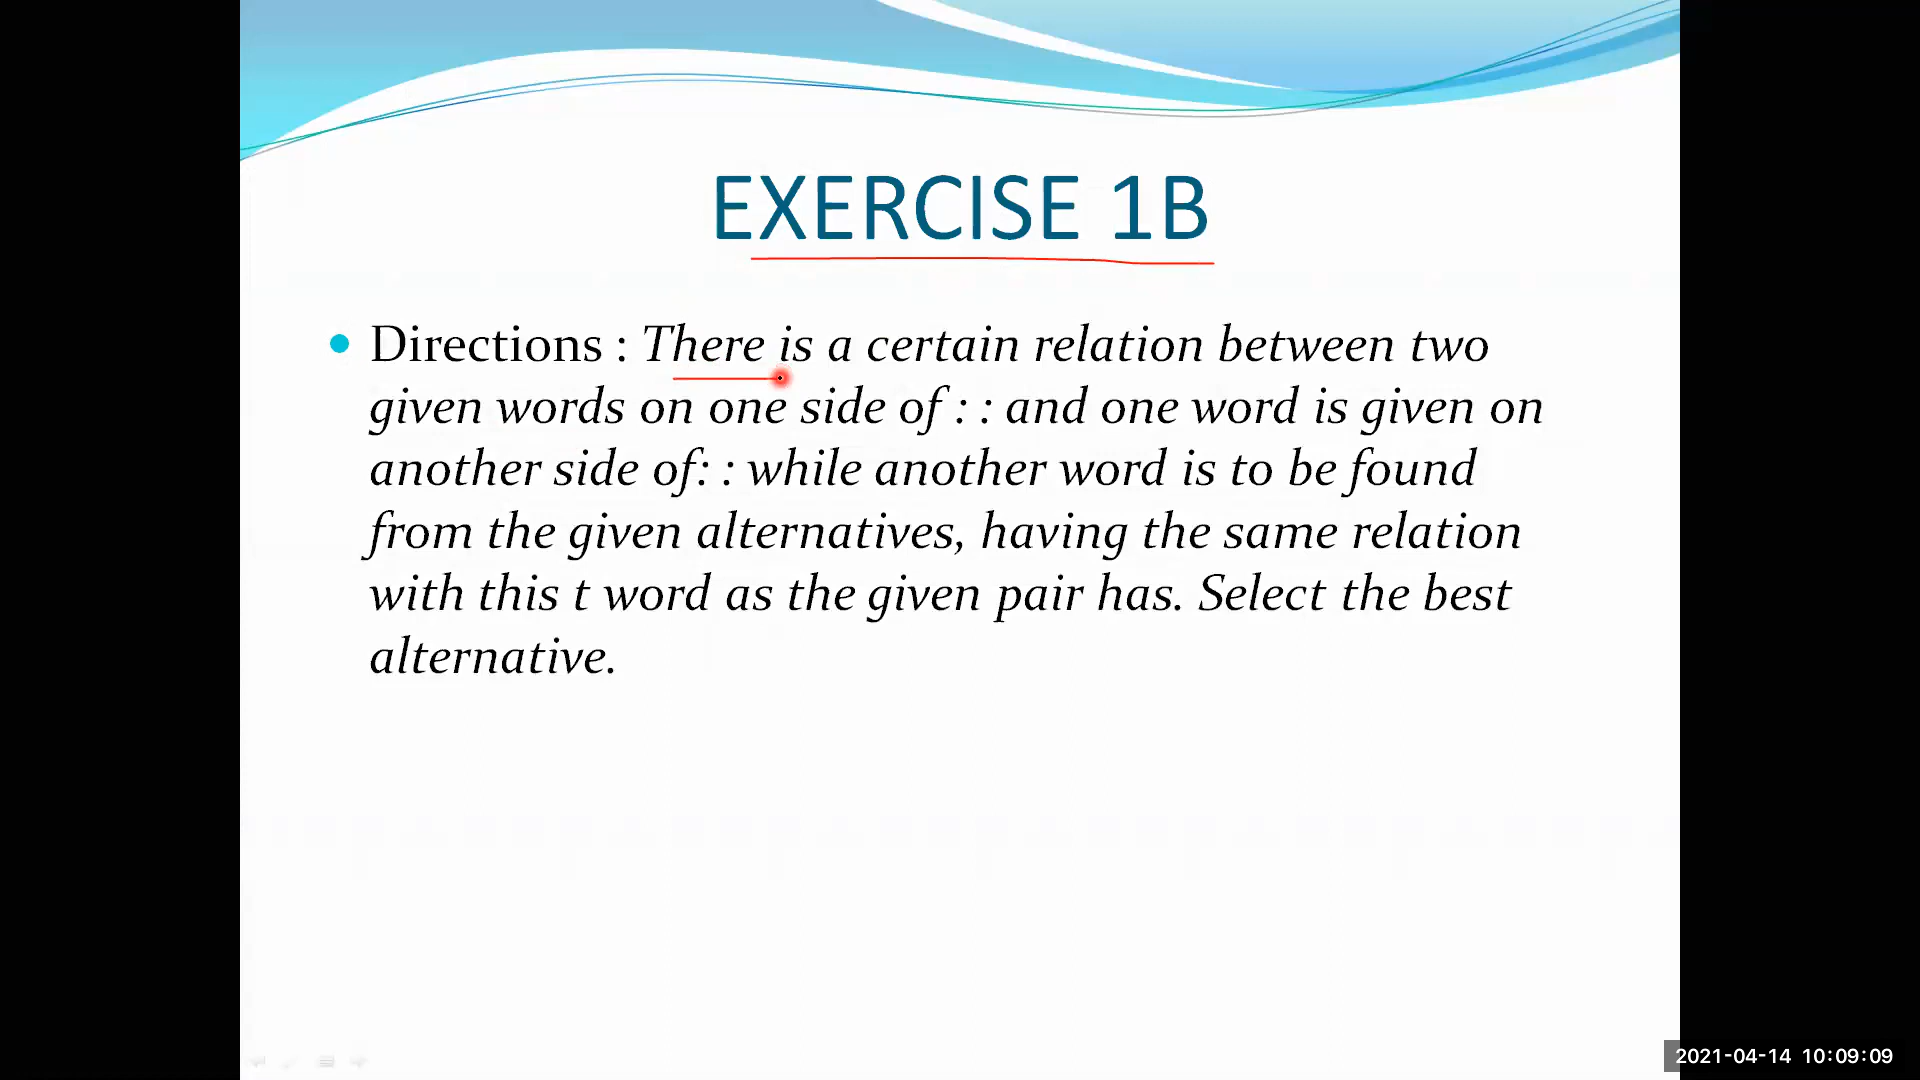 EXERCISE 1B
Directions : There is a certain relation between two
given words on one side of : : and one word is given on
another side of: : while another word is to be found
from the given alternatives, having the same relation
with this t word as the given pair has. Select the best
alternative.
2021-04-14 10:09:09